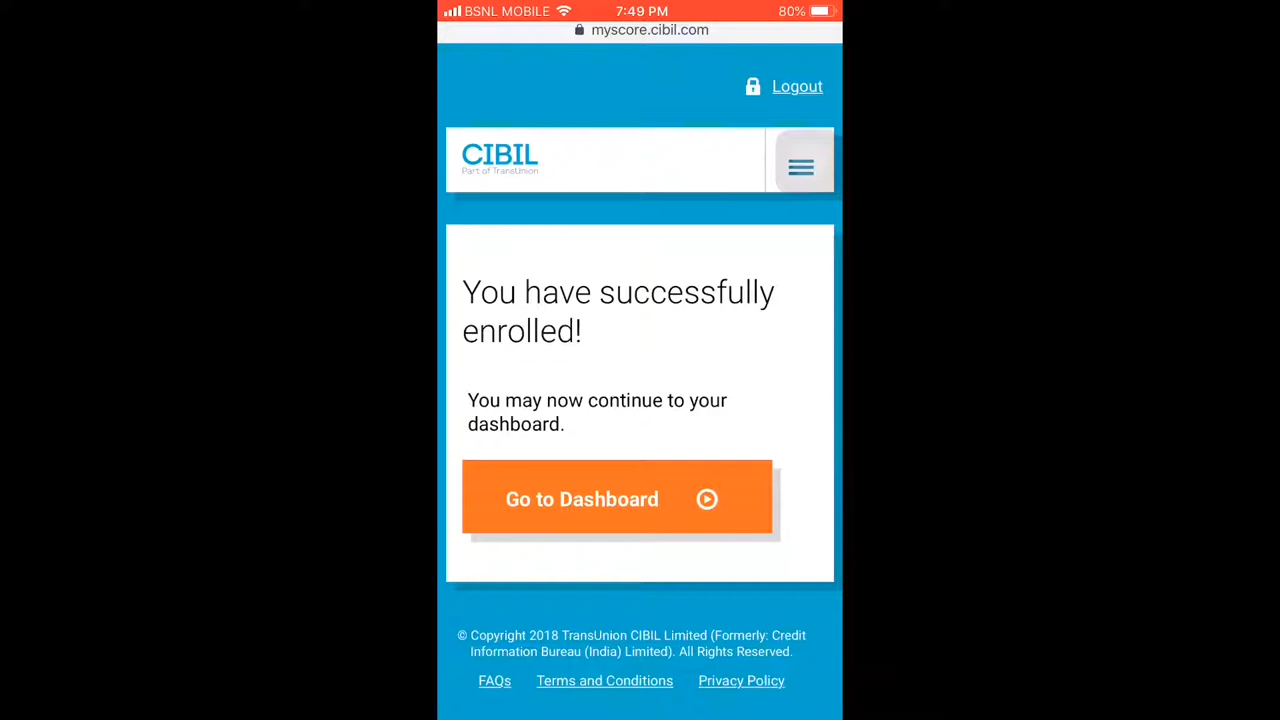 BSNL MOBILE 7:49 PM 80%
myscore.cibil.com
Logout
CIBIL
Part of TransUnion
You have successfully
enrolled!
You may now continue to your
dashboard.
Go to Dashboard
© Copyright 2018 TransUnion CIBIL Limited (Formerly: Credit
Information Bureau (India) Limited). All Rights Reserved.
FAQs Terms and Conditions Privacy Policy